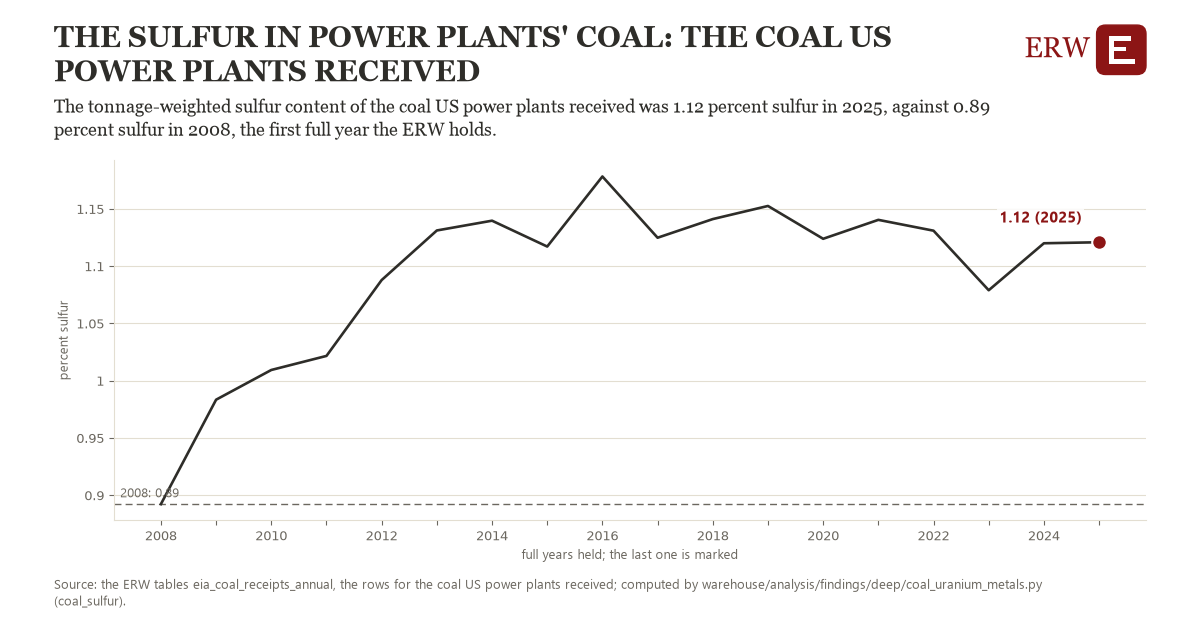 THE SULFUR IN POWER PLANTS' COAL: THE COAL US
POWER PLANTS RECEIVED
ERW E
The tonnage-weighted sulfur content of the coal US power plants received was 1.12 percent sulfur in 2025, against 0.89
percent sulfur in 2008, the first full year the ERW holds.
1.15
1.1
1.05
1
0.95
0.9
percent sulfur
1.12 (2025)
2008: 0.89
2008 2010 2012 2014 2016 2018 2020 2022 2024
full years held; the last one is marked
Source: the ERW tables eia_coal_receipts_annual, the rows for the coal US power plants received; computed by warehouse/analysis/findings/deep/coal_uranium_metals.py
(coal_sulfur).